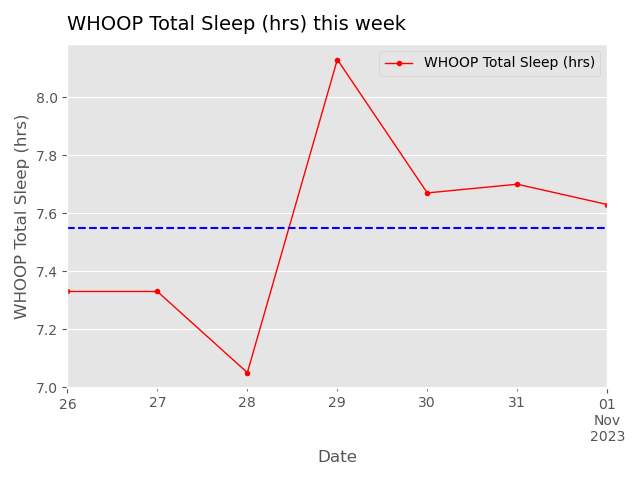 WHOOP Total Sleep (hrs) this week
WHOOP Total Sleep (hrs)
WHOOP Total Sleep (hrs)
8.0
7.8
7.6
7.4
7.2
7.0
26
27
28
29
30
31
01
Nov
2023
Date